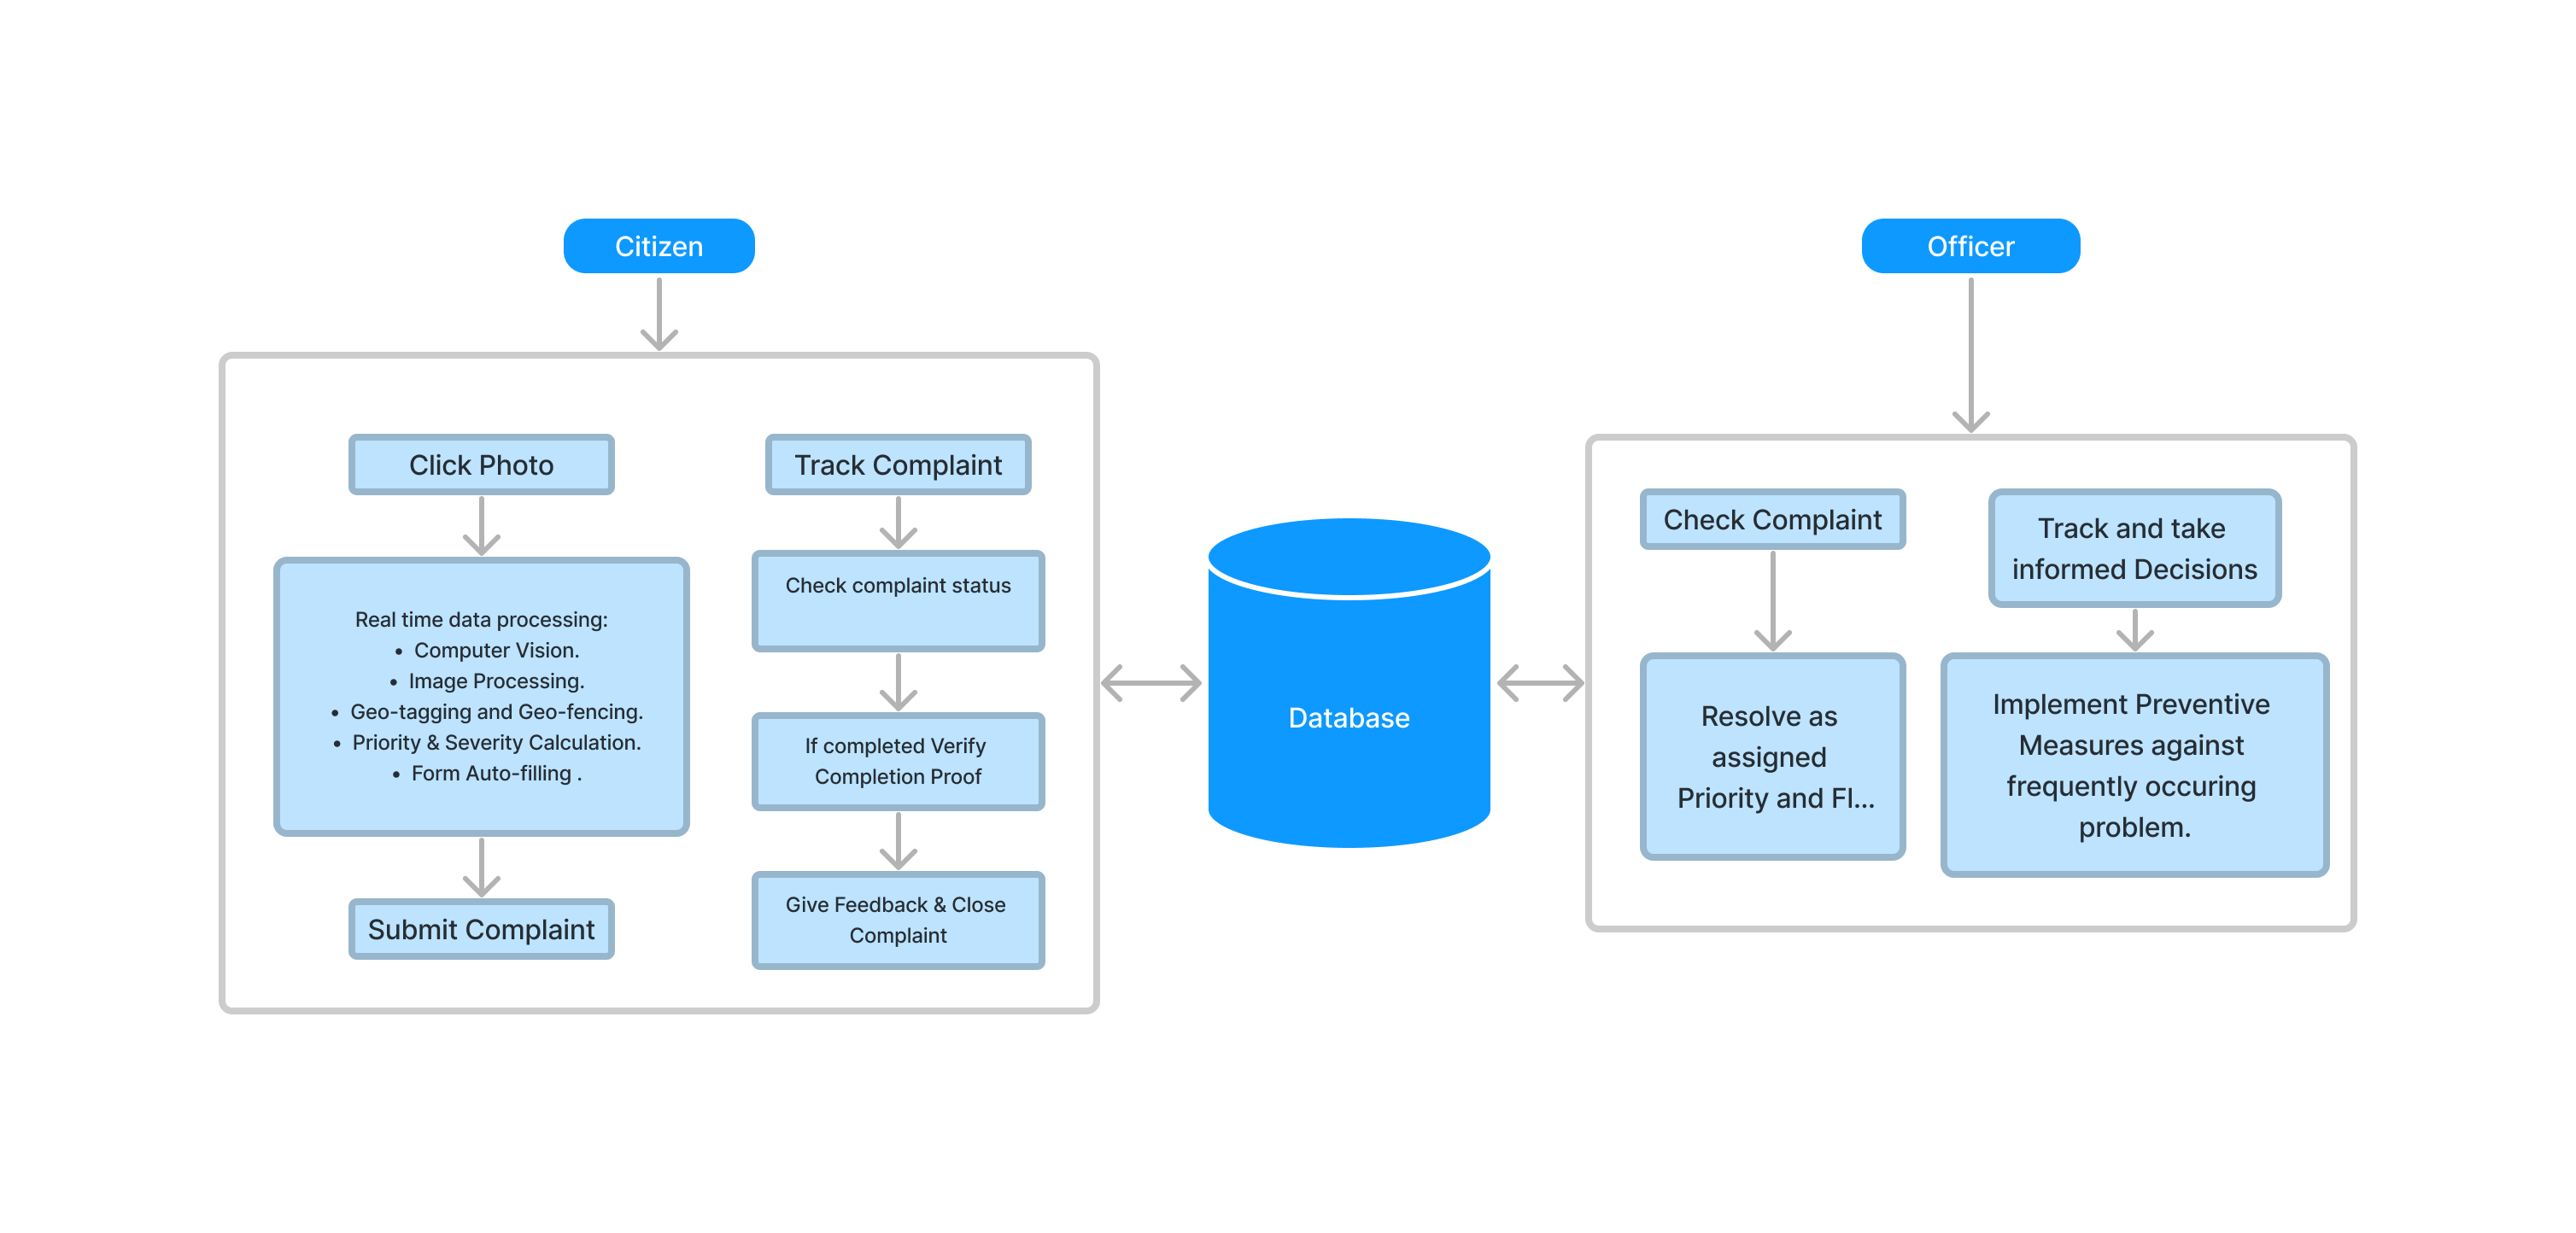 Citizen
Click Photo
Real time data processing:
• Computer Vision.
• Image Processing.
• Geo-tagging and Geo-fencing.
• Priority & Severity Calculation.
• Form Auto-filling .
Submit Complaint
Track Complaint
Check complaint status
If completed Verify
Completion Proof
Give Feedback & Close
Complaint
Database
Officer
Check Complaint
Resolve as
assigned
Priority and Fl...
Track and take
informed Decisions
Implement Preventive
Measures against
frequently occuring
problem.